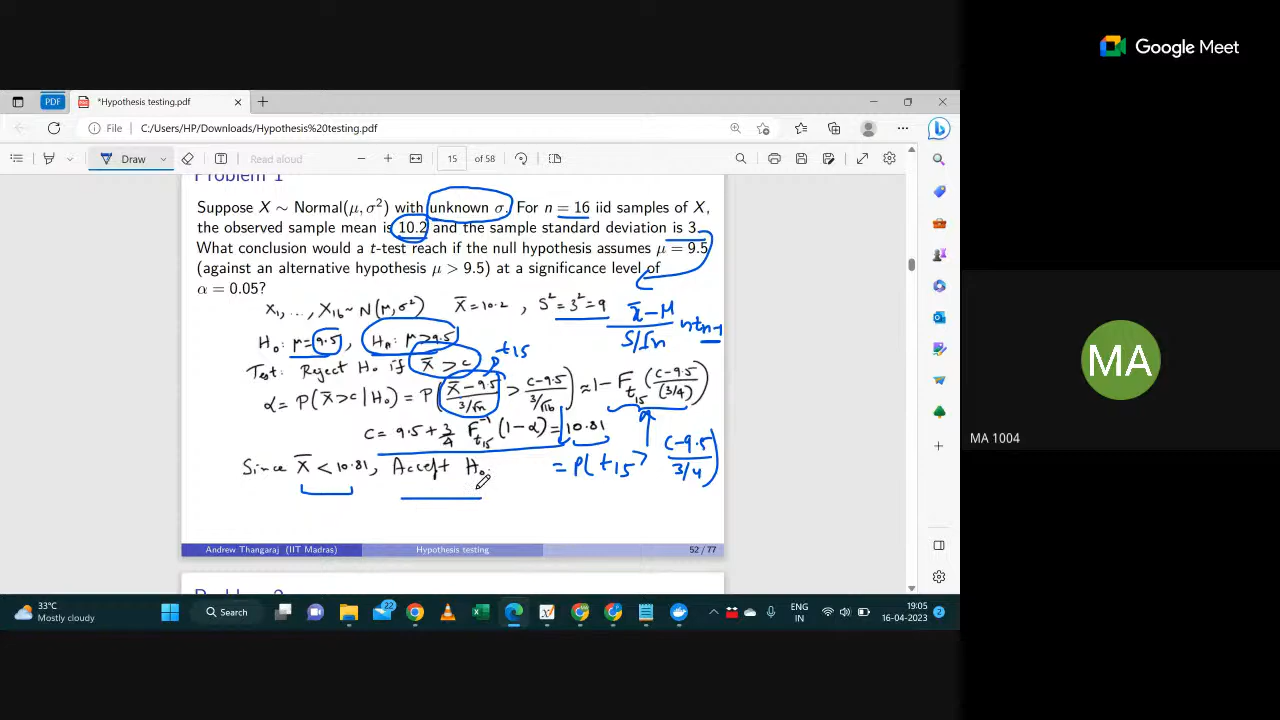 Google Meet
PDF
*Hypothesis testing.pdf
File
C:/Users/HP/Downloads/Hypothesis%20testing.pdf
Draw
Read aloud
15
of 58
Problem 1
Suppose X ∼ Normal(μ, σ²) with unknown σ. For n = 16 iid samples of X,
the observed sample mean is 10.2 and the sample standard deviation is 3.
What conclusion would a t-test reach if the null hypothesis assumes μ = 9.5
(against an alternative hypothesis μ > 9.5) at a significance level of
α = 0.05?
X₁, ..., X₁₆ ~ N(μ, σ²) X̄ = 10.2 , S² = 3² = 9
X̄ - μ / S/√n ~ t n-1
H₀: μ = 9.5, H_A: μ > 9.5
t15
Test: Reject H₀ if X̄ > c
α = P(X̄ > c | H₀) = P( X̄ - 9.5 / 3/√n > c - 9.5 / 3/√16 ) ≈ 1 - F t15 ( c - 9.5 / (3/4) )
c = 9.5 + 3/4 F⁻¹ t15 (1 - α) = 10.81
= P( t15 > c - 9.5 / 3/4 )
Since X̄ < 10.81, Accept H₀.
Andrew Thangaraj (IIT Madras)
Hypothesis testing
52 / 77
Problem 2
MA
MA 1004
33°C
Mostly cloudy
Search
22
ENG
IN
19:05
16-04-2023
2